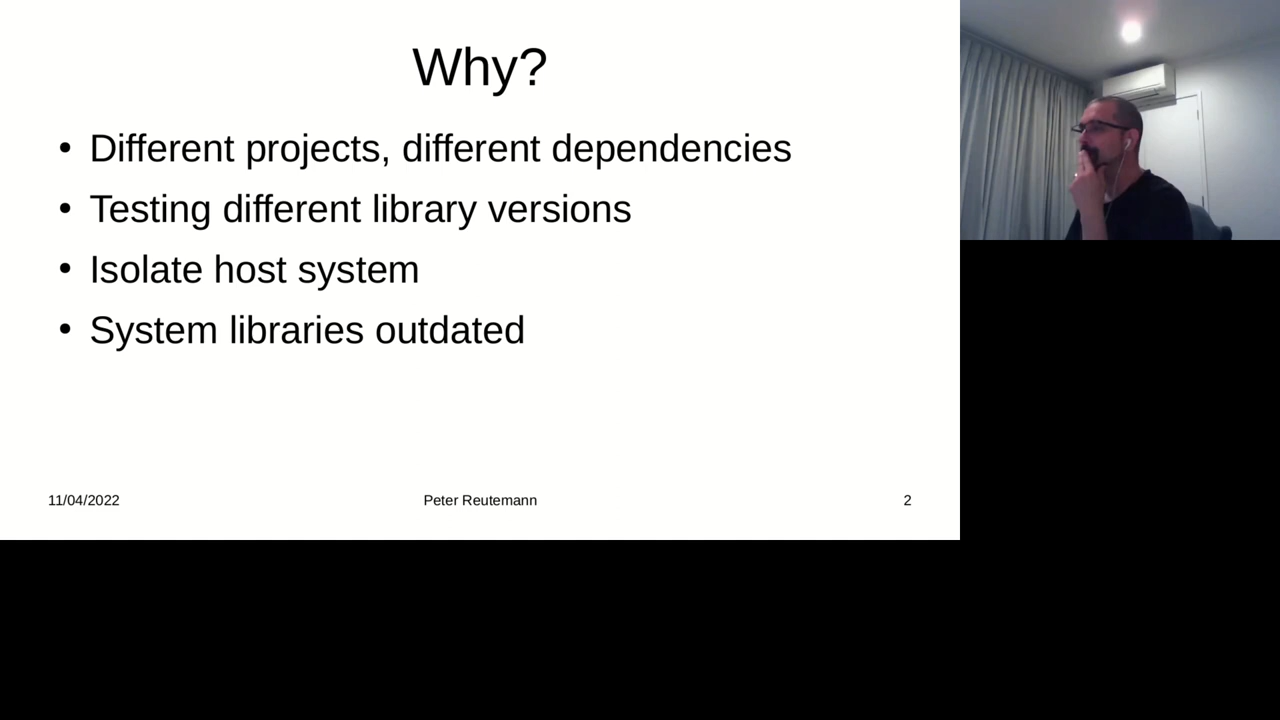 Why?
• Different projects, different dependencies
• Testing different library versions
• Isolate host system
• System libraries outdated
11/04/2022
Peter Reutemann
2